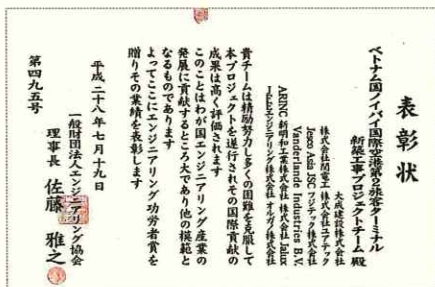 表彰状
ベトナム国ノイバイ国際空港第2旅客ターミナル
新築工事プロジェクトチーム 殿
大成建設株式会社
株式会社関電工 株式会社ユアテック
Jesco Asia JSC フジテック株式会社
Vanderlande Industries B.V.
ARINC 新明和工業株式会社 株式会社 Jalux
エンジニアリング株式会社 オルガノ株式会社
貴チームは精励努力し多くの困難を克服して
本プロジェクトを遂行されその国際貢献の
成果は高く評価されます
このことはわが国エンジニアリング産業の
発展に貢献するところ大であり他の模範と
なるものであります
よってここにエンジニアリング功労者賞を
贈りその業績を表彰します
平成二十八年七月十九日
一般財団法人エンジニアリング協会
理事長 佐藤 雅之
第四九五号